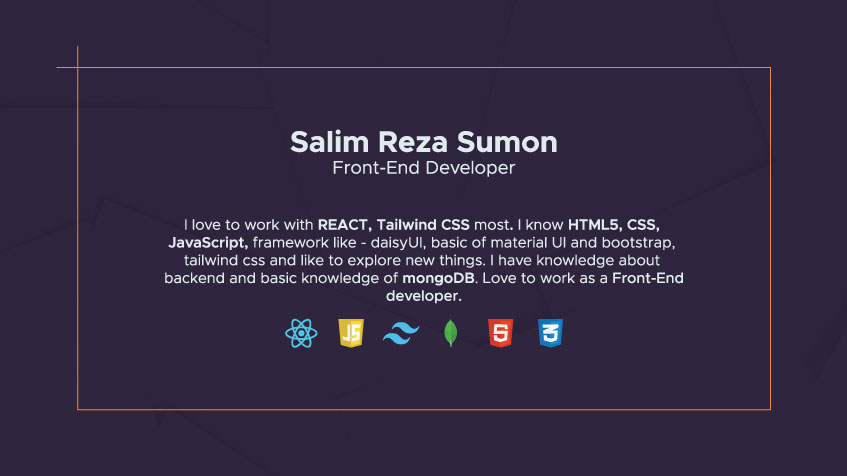 Salim Reza Sumon
Front-End Developer
I love to work with REACT, Tailwind CSS most. I know HTML5, CSS,
JavaScript, framework like - daisyUI, basic of material UI and bootstrap,
tailwind css and like to explore new things. I have knowledge about
backend and basic knowledge of mongoDB. Love to work as a Front-End
developer.
JS 5 3